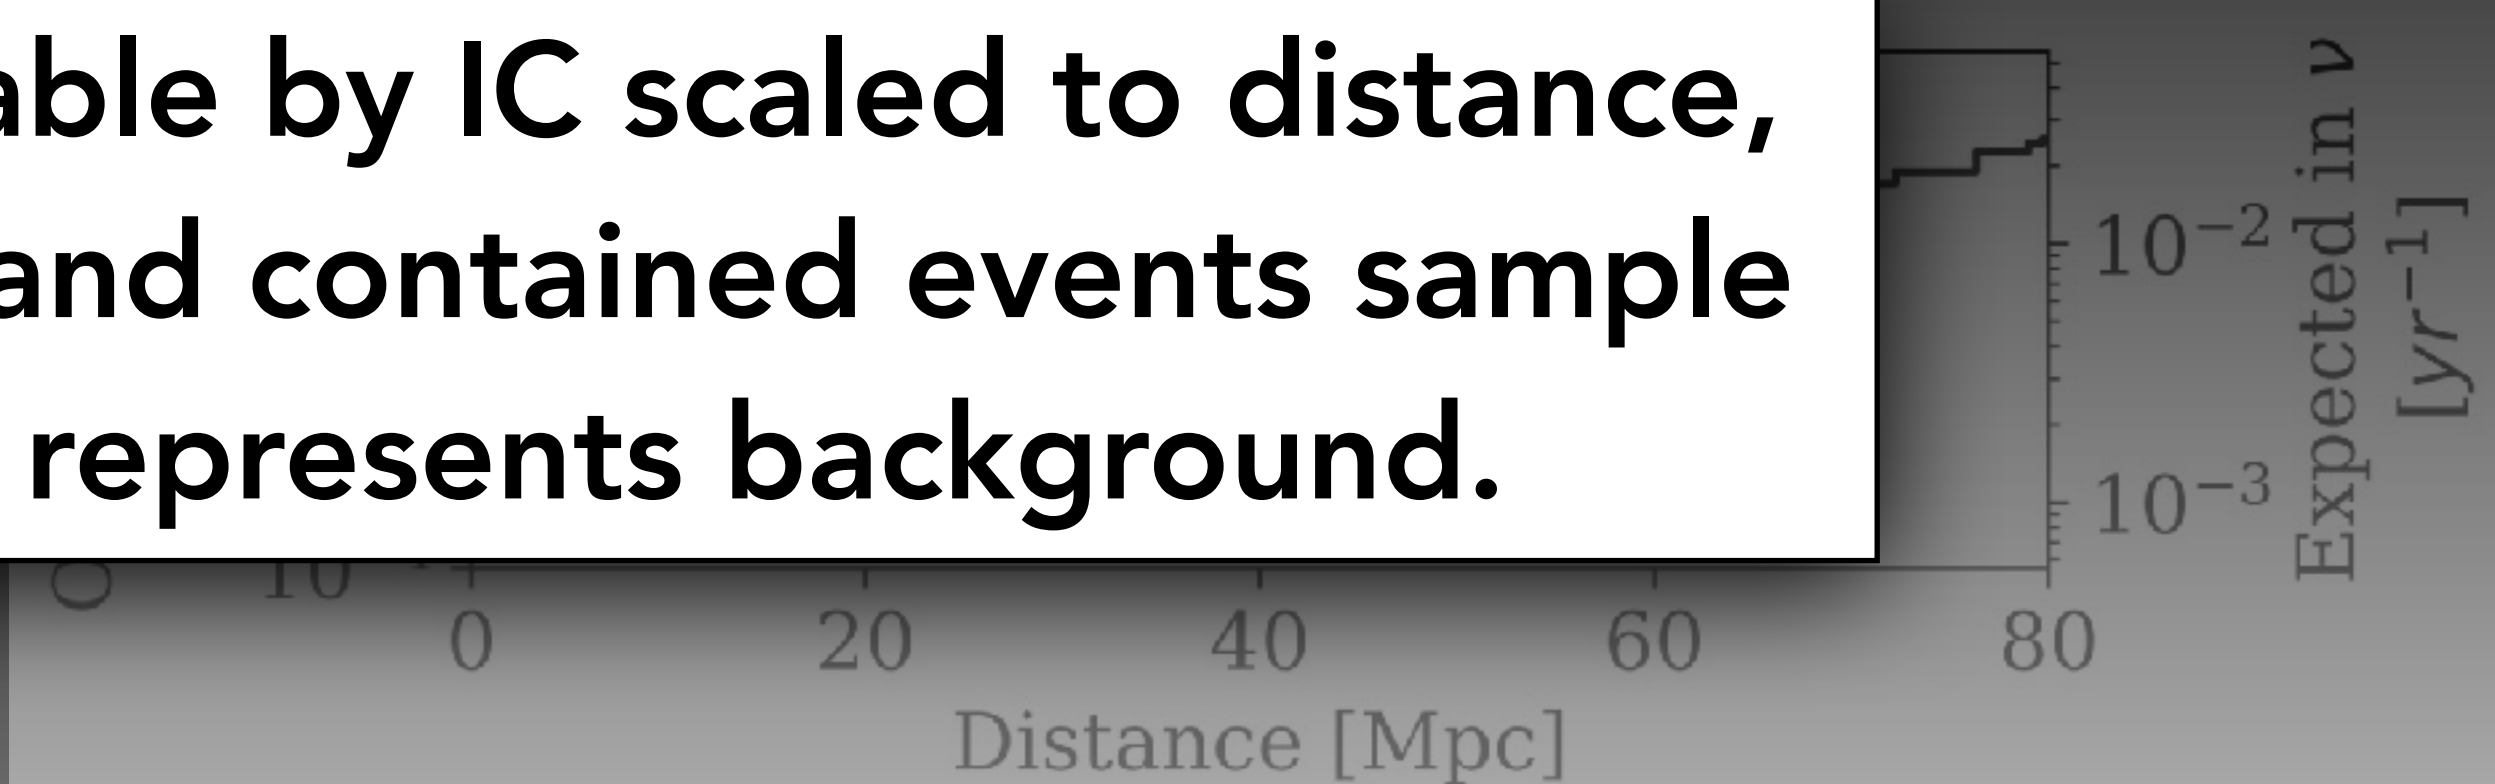 able by IC scaled to distance,
and contained events sample
represents background.
10⁻²
10⁻³
Expected in ν
[yr⁻¹]
10
0 20 40 60 80
Distance [Mpc]